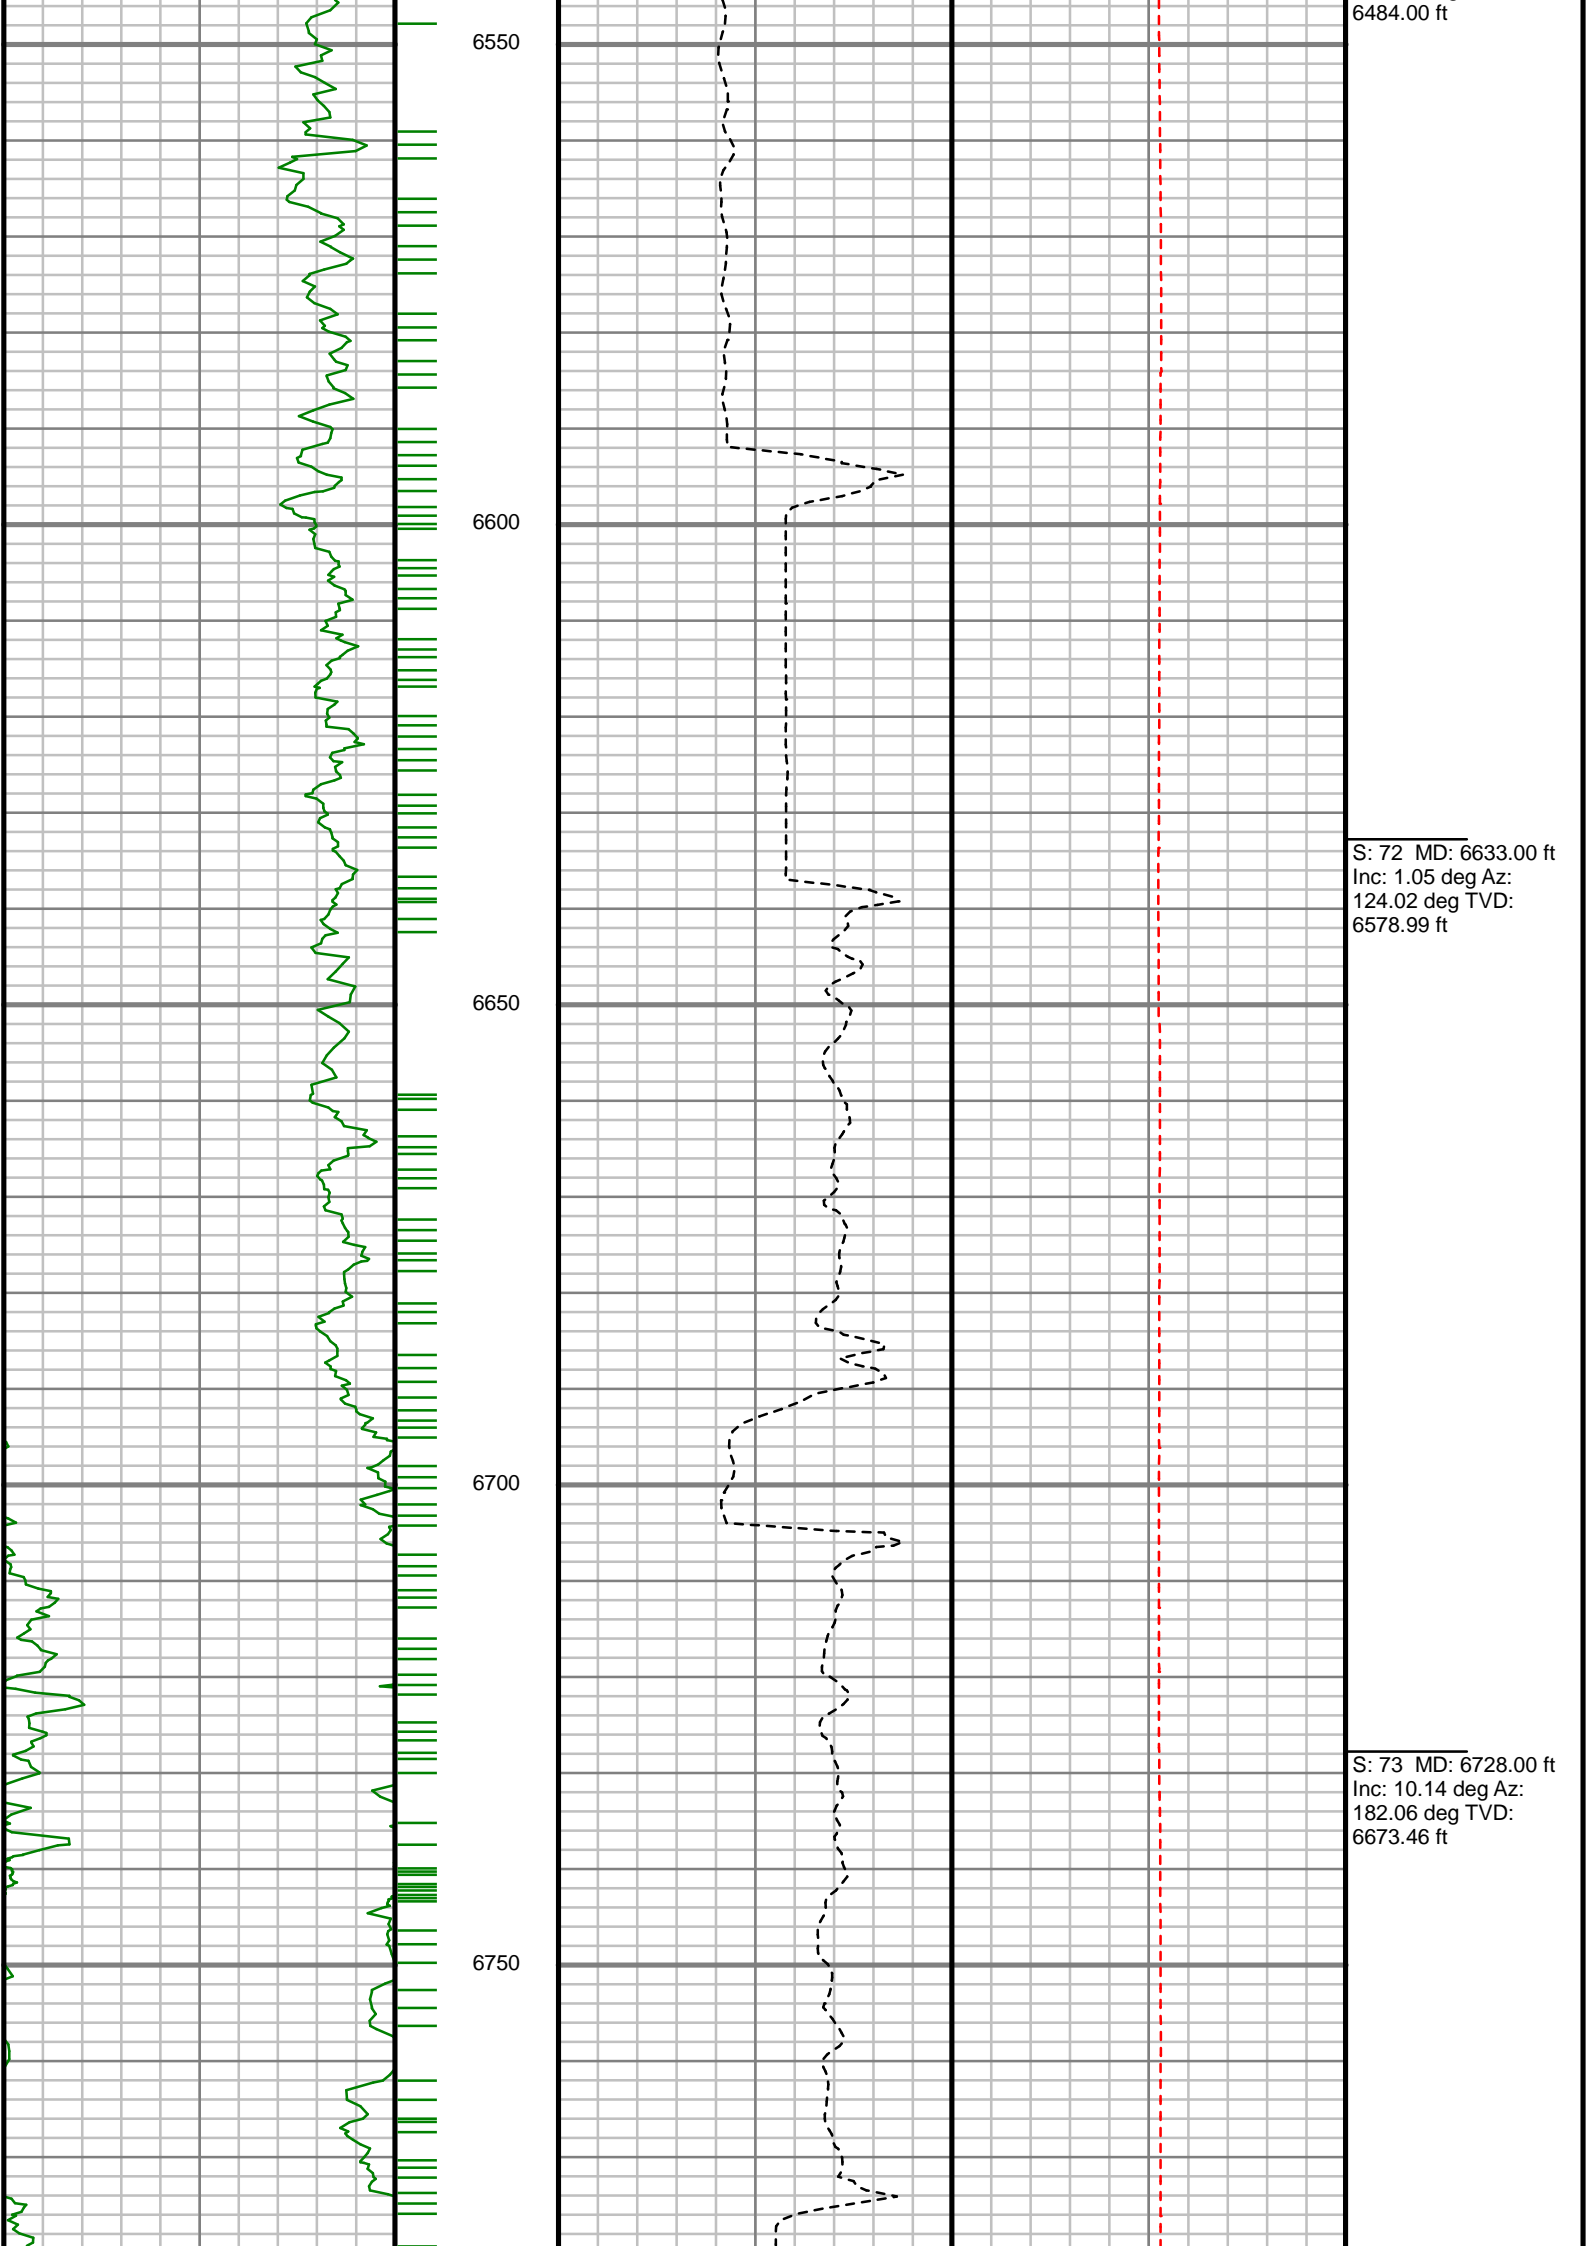 6484.00 ft
6550
6600
S: 72 MD: 6633.00 ft
Inc: 1.05 deg Az:
124.02 deg TVD:
6578.99 ft
6650
6700
S: 73 MD: 6728.00 ft
Inc: 10.14 deg Az:
182.06 deg TVD:
6673.46 ft
6750